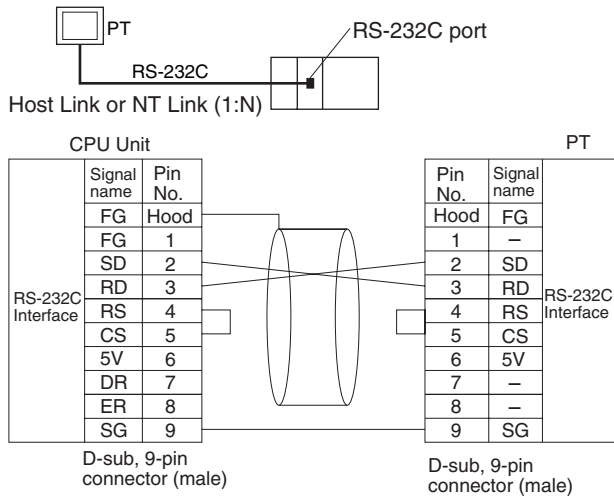 PT
RS-232C port
RS-232C
Host Link or NT Link (1:N)
CPU Unit
PT
Signal name Pin No.
FG Hood
FG 1
SD 2
RD 3
RS 4
CS 5
5V 6
DR 7
ER 8
SG 9
RS-232C
Interface
Pin No. Signal name
Hood FG
1 –
2 SD
3 RD
4 RS
5 CS
6 5V
7 –
8 –
9 SG
RS-232C
Interface
D-sub, 9-pin
connector (male)
D-sub, 9-pin
connector (male)